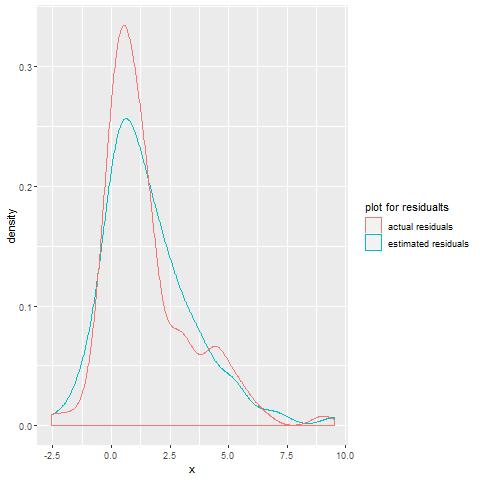 0.3
0.2
0.1
0.0
density
-2.5
0.0
2.5
5.0
7.5
10.0
x
plot for residualts
actual residuals
estimated residuals